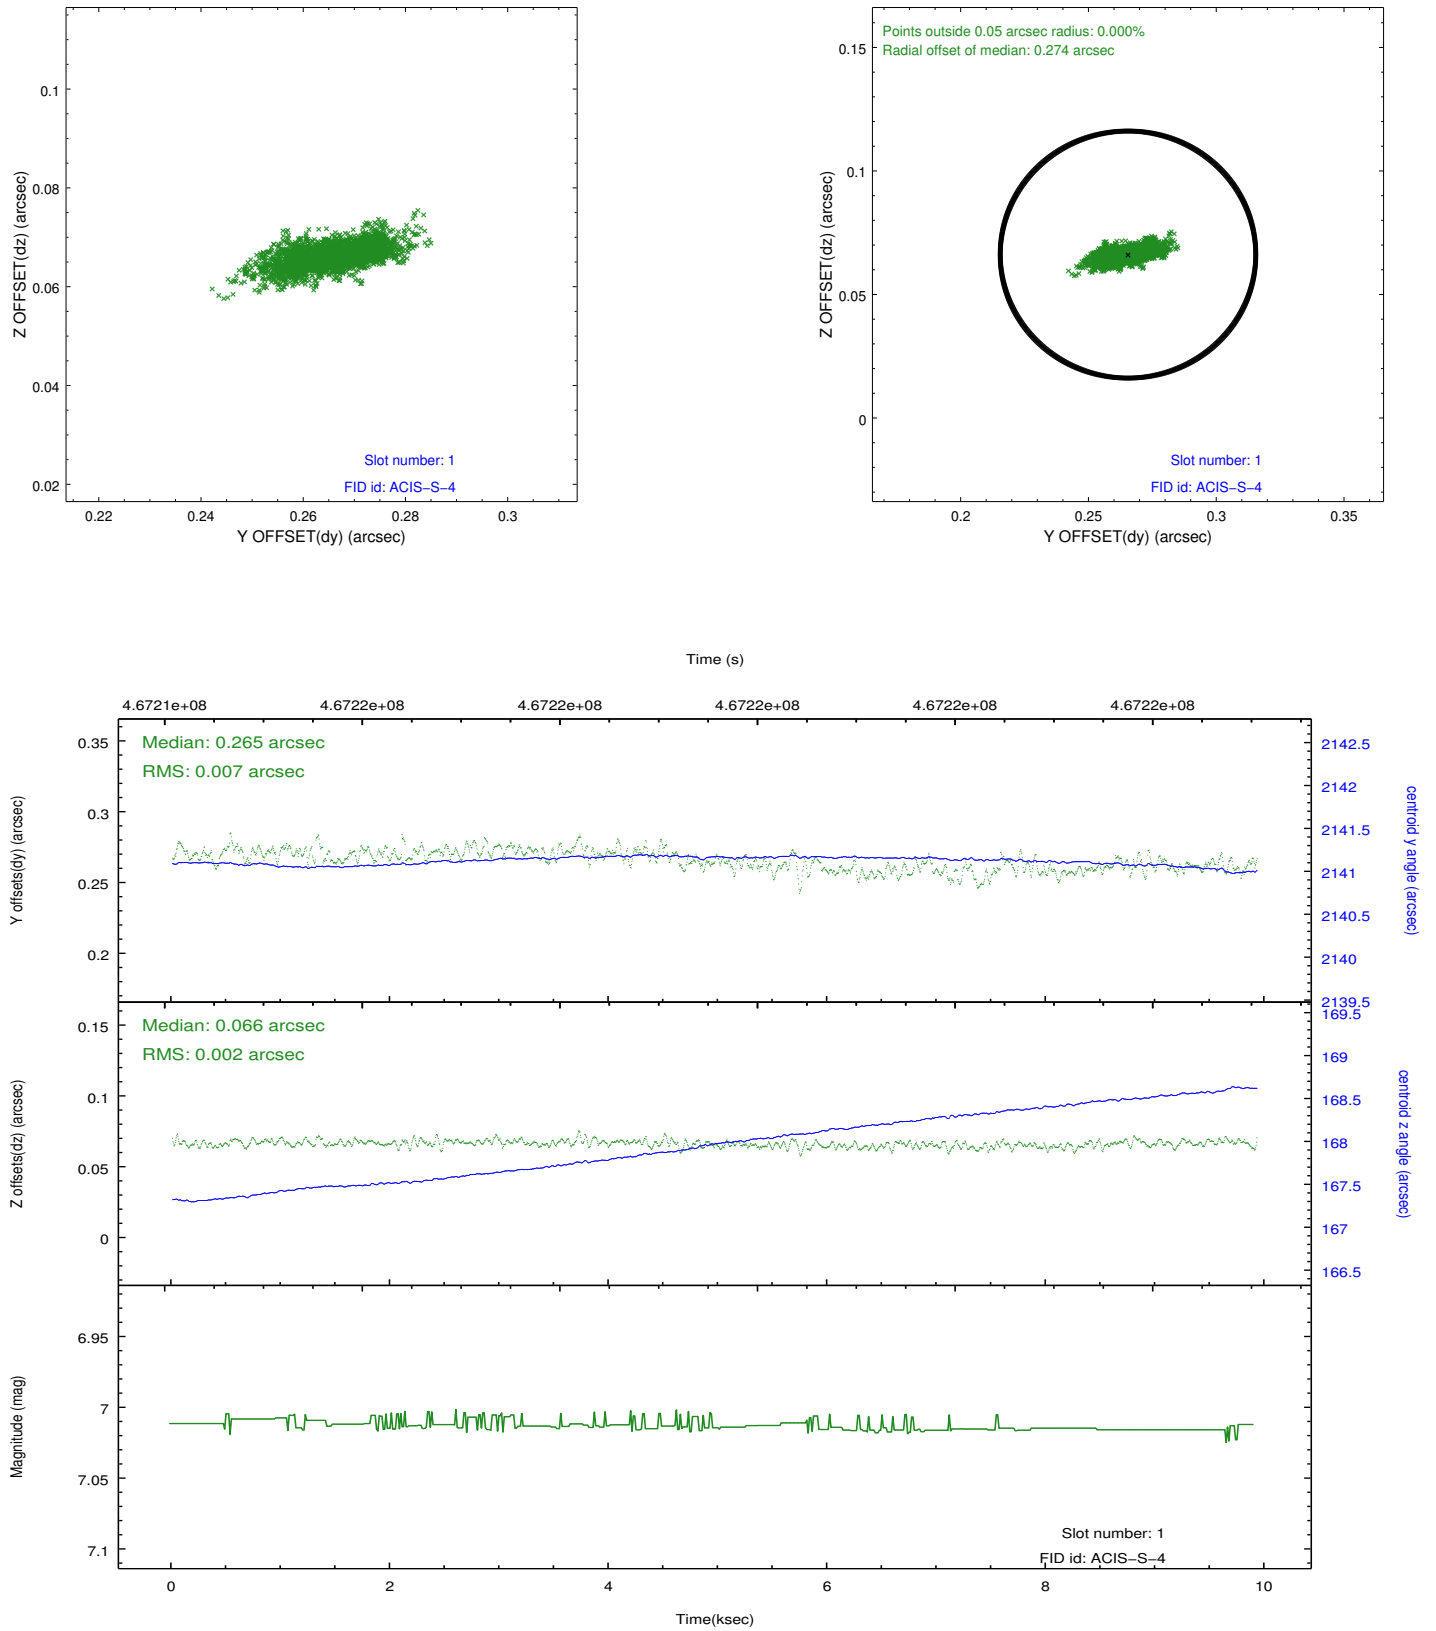 0.1
0.08
0.06
0.04
0.02
Z OFFSET(dz) (arcsec)
Slot number: 1
FID id: ACIS−S−4
0.22 0.24 0.26 0.28 0.3
Y OFFSET(dy) (arcsec)
Points outside 0.05 arcsec radius: 0.000%
Radial offset of median: 0.274 arcsec
0.15
0.1
0.05
0
Z OFFSET(dz) (arcsec)
Slot number: 1
FID id: ACIS−S−4
0.2 0.25 0.3 0.35
Y OFFSET(dy) (arcsec)
Time (s)
4.6721e+08 4.6722e+08 4.6722e+08 4.6722e+08 4.6722e+08 4.6722e+08
Median: 0.265 arcsec
RMS: 0.007 arcsec
0.35
0.3
0.25
0.2
Y offsets(dy) (arcsec)
2142.5
2142
2141.5
2141
2140.5
2140
2139.5
centroid y angle (arcsec)
Median: 0.066 arcsec
RMS: 0.002 arcsec
0.15
0.1
0.05
0
Z offsets(dz) (arcsec)
169.5
169
168.5
168
167.5
167
166.5
centroid z angle (arcsec)
6.95
7
7.05
7.1
Magnitude (mag)
Slot number: 1
FID id: ACIS−S−4
0 2 4 6 8 10
Time(ksec)